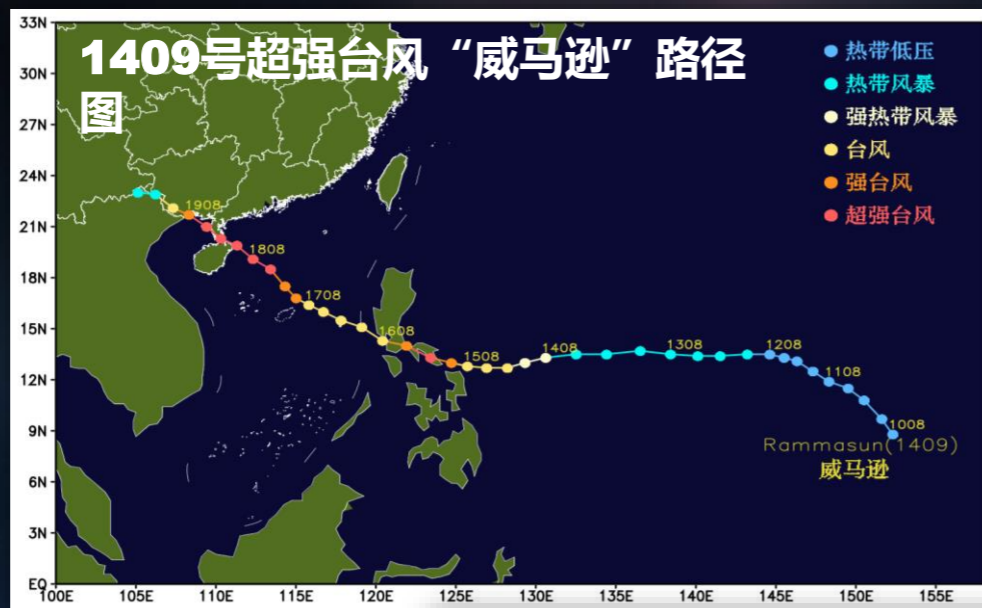 1409号超强台风“威马逊”路径
图
热带低压
热带风暴
强热带风暴
台风
强台风
超强台风
33N
30N
27N
24N
21N
18N
15N
12N
9N
6N
3N
EQ
1908
1808
1708
1608
1508
1408
1308
1208
1108
1008
Rammasun(1409)
威马逊
100E
105E
110E
115E
120E
125E
130E
135E
140E
145E
150E
155E